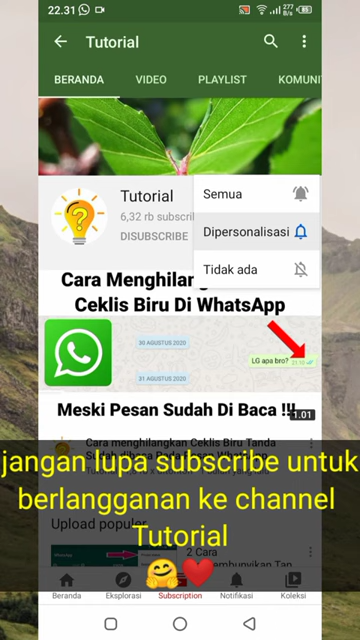 22.31
277
B/s
85
Tutorial
BERANDA
VIDEO
PLAYLIST
KOMUNI
Tutorial
6,32 rb subscri
DISUBSCRIBE
Semua
Dipersonalisasi
Tidak ada
Cara Menghilang
Ceklis Biru Di WhatsApp
30 AGUSTUS 2020
LG apa bro?
31 AGUSTUS 2020
Meski Pesan Sudah Di Baca !!!
1.01
Cara menghilangkan Ceklis Biru Tanda
jangan lupa subscribe untuk
berlangganan ke channel
Tutorial
Upload populer
2 Cara
Beranda
Eksplorasi
Subscription
Notifikasi
Koleksi